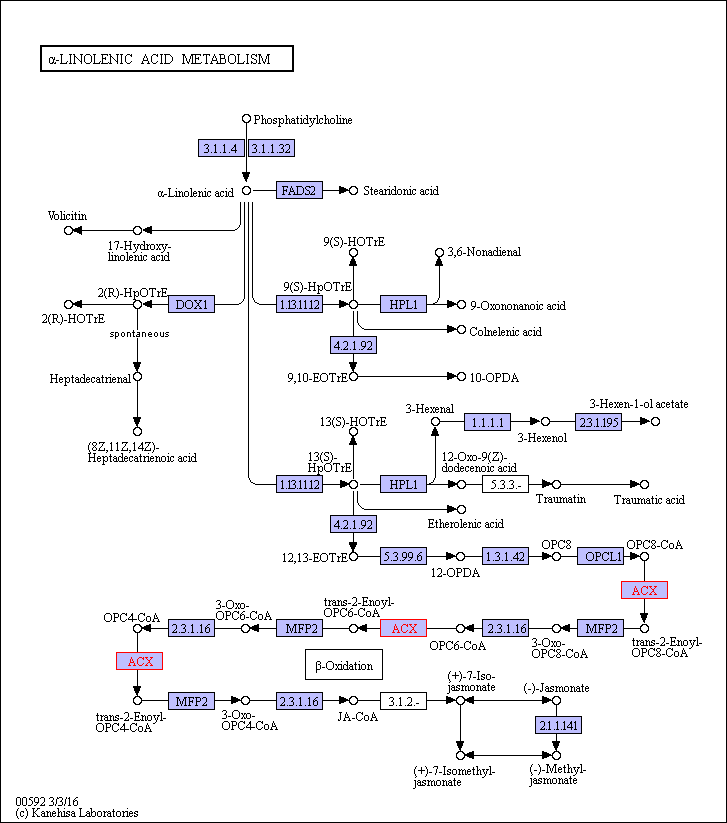 α-LINOLENIC ACID METABOLISM
Phosphatidylcholine
3.1.1.4
3.1.1.32
α-Linolenic acid
FADS2
Stearidonic acid
Volicitin
17-Hydroxy-
linolenic acid
9(S)-HOTrE
3,6-Nonadienal
2(R)-HpOTrE
DOX1
9(S)-HpOTrE
1.13.11.12
HPL1
9-Oxononanoic acid
2(R)-HOTrE
spontaneous
Colnelenic acid
4.2.1.92
Heptadecatrienal
9,10-EOTrE
10-OPDA
(8Z,11Z,14Z)-
Heptadecatrienoic acid
13(S)-HOTrE
3-Hexenal
1.1.1.1
3-Hexenol
2.3.1.195
3-Hexen-1-ol acetate
13(S)-
HpOTrE
1.13.11.12
HPL1
12-Oxo-9(Z)-
dodecenoic acid
5.3.3.-
Traumatin
Traumatic acid
4.2.1.92
Etherolenic acid
12,13-EOTrE
5.3.99.6
12-OPDA
1.3.1.42
OPC8
OPCL1
OPC8-CoA
ACX
OPC4-CoA
2.3.1.16
3-Oxo-
OPC6-CoA
MFP2
trans-2-Enoyl-
OPC6-CoA
ACX
OPC6-CoA
2.3.1.16
3-Oxo-
OPC8-CoA
MFP2
trans-2-Enoyl-
OPC8-CoA
ACX
β-Oxidation
trans-2-Enoyl-
OPC4-CoA
MFP2
3-Oxo-
OPC4-CoA
2.3.1.16
JA-CoA
3.1.2.-
(+)-7-Iso-
jasmonate
(-)-Jasmonate
2.1.1.141
(+)-7-Isomethyl-
jasmonate
(-)-Methyl-
jasmonate
00592 3/3/16
(c) Kanehisa Laboratories